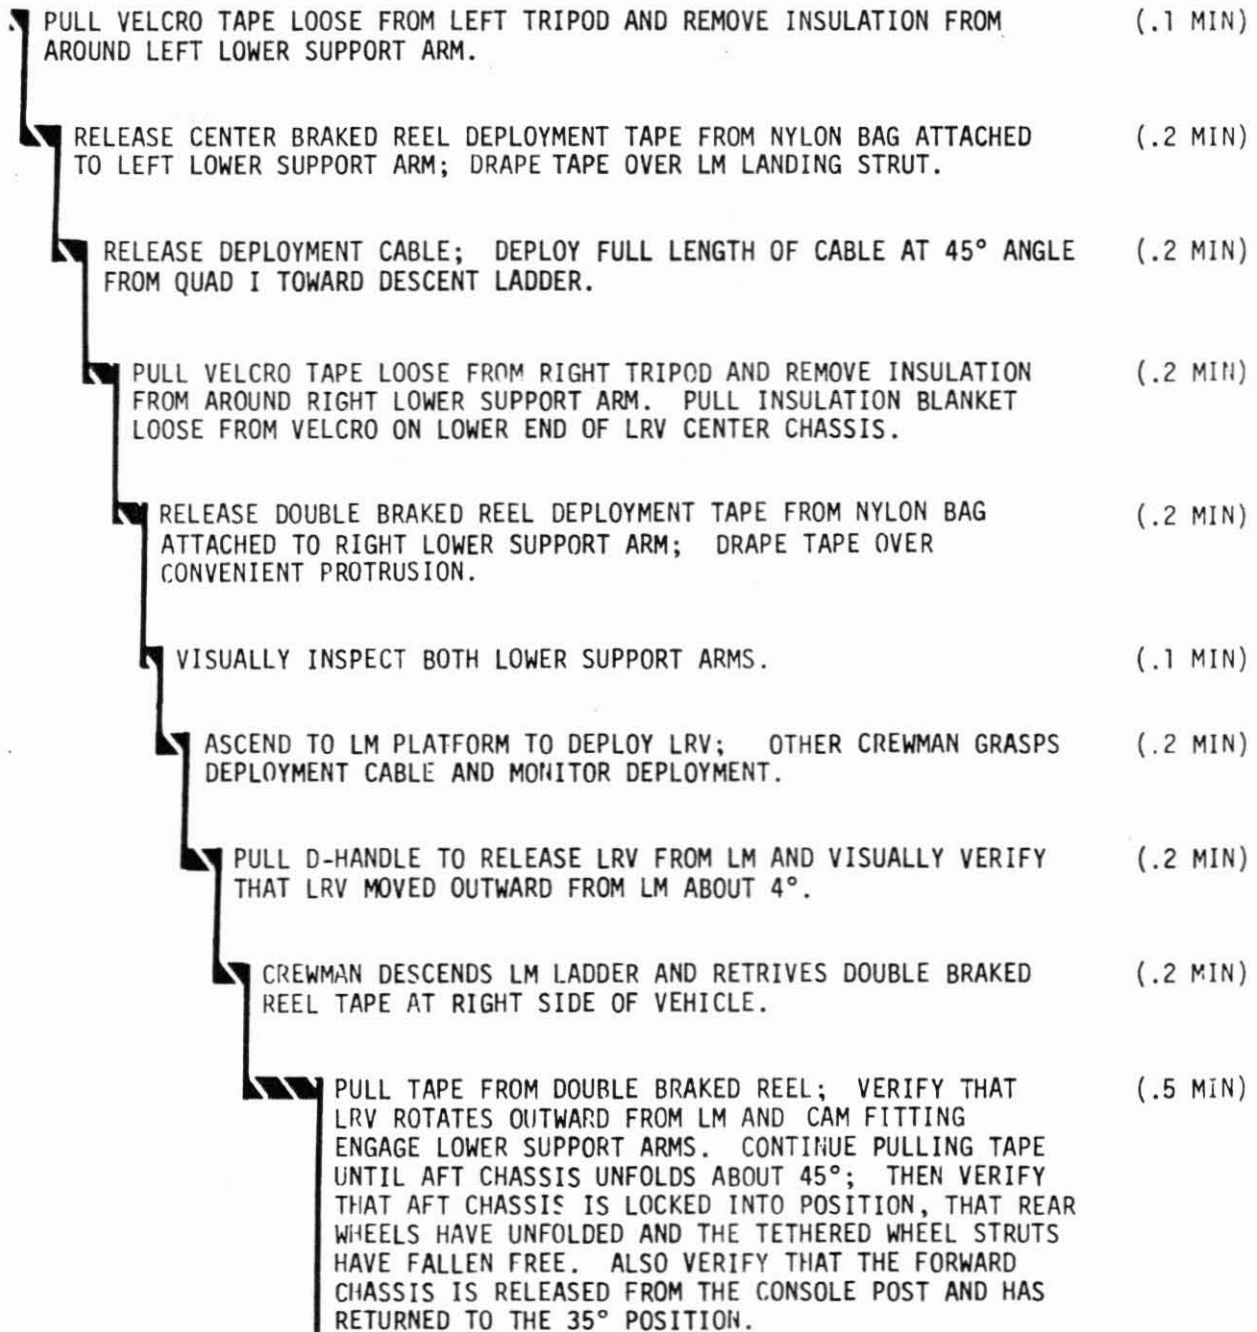 PULL VELCRO TAPE LOOSE FROM LEFT TRIPOD AND REMOVE INSULATION FROM (.1 MIN)
AROUND LEFT LOWER SUPPORT ARM.
RELEASE CENTER BRAKED REEL DEPLOYMENT TAPE FROM NYLON BAG ATTACHED (.2 MIN)
TO LEFT LOWER SUPPORT ARM; DRAPE TAPE OVER LM LANDING STRUT.
RELEASE DEPLOYMENT CABLE; DEPLOY FULL LENGTH OF CABLE AT 45° ANGLE (.2 MIN)
FROM QUAD I TOWARD DESCENT LADDER.
PULL VELCRO TAPE LOOSE FROM RIGHT TRIPOD AND REMOVE INSULATION (.2 MIN)
FROM AROUND RIGHT LOWER SUPPORT ARM. PULL INSULATION BLANKET
LOOSE FROM VELCRO ON LOWER END OF LRV CENTER CHASSIS.
RELEASE DOUBLE BRAKED REEL DEPLOYMENT TAPE FROM NYLON BAG (.2 MIN)
ATTACHED TO RIGHT LOWER SUPPORT ARM; DRAPE TAPE OVER
CONVENIENT PROTRUSION.
VISUALLY INSPECT BOTH LOWER SUPPORT ARMS. (.1 MIN)
ASCEND TO LM PLATFORM TO DEPLOY LRV; OTHER CREWMAN GRASPS (.2 MIN)
DEPLOYMENT CABLE AND MONITOR DEPLOYMENT.
PULL D-HANDLE TO RELEASE LRV FROM LM AND VISUALLY VERIFY (.2 MIN)
THAT LRV MOVED OUTWARD FROM LM ABOUT 4°.
CREWMAN DESCENDS LM LADDER AND RETRIVES DOUBLE BRAKED (.2 MIN)
REEL TAPE AT RIGHT SIDE OF VEHICLE.
PULL TAPE FROM DOUBLE BRAKED REEL; VERIFY THAT (.5 MIN)
LRV ROTATES OUTWARD FROM LM AND CAM FITTING
ENGAGE LOWER SUPPORT ARMS. CONTINUE PULLING TAPE
UNTIL AFT CHASSIS UNFOLDS ABOUT 45°; THEN VERIFY
THAT AFT CHASSIS IS LOCKED INTO POSITION, THAT REAR
WHEELS HAVE UNFOLDED AND THE TETHERED WHEEL STRUTS
HAVE FALLEN FREE. ALSO VERIFY THAT THE FORWARD
CHASSIS IS RELEASED FROM THE CONSOLE POST AND HAS
RETURNED TO THE 35° POSITION.